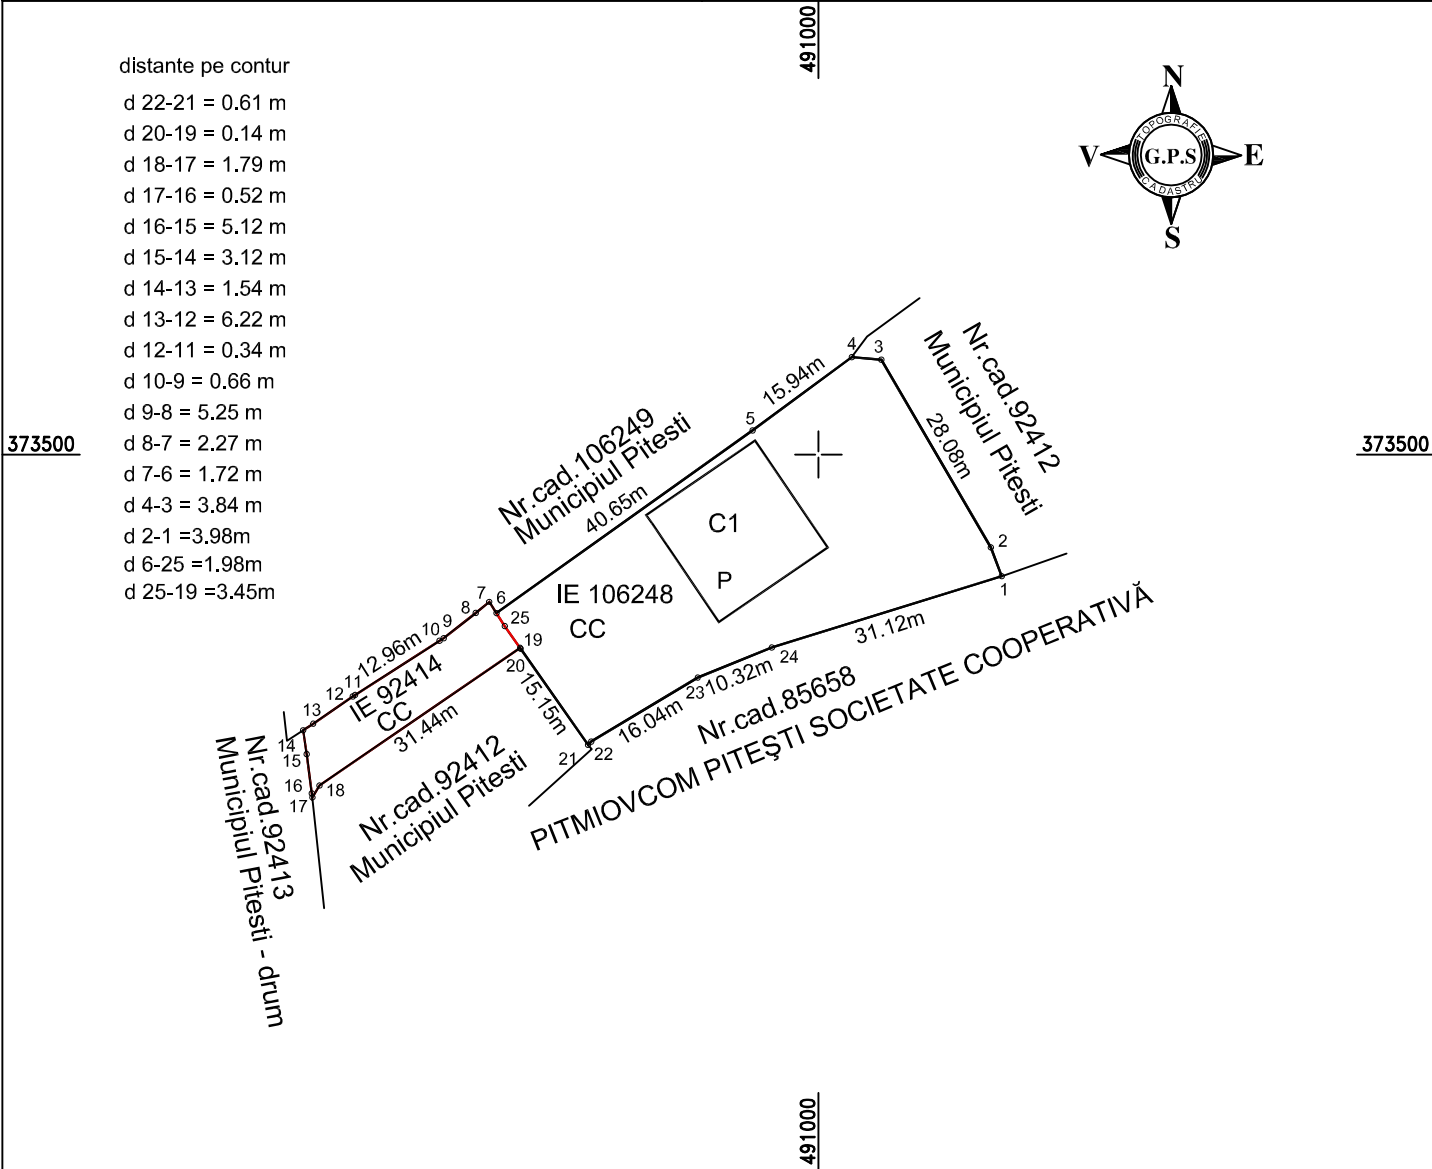 491000
distante pe contur
d 22-21 = 0.61 m
d 20-19 = 0.14 m
d 18-17 = 1.79 m
d 17-16 = 0.52 m
d 16-15 = 5.12 m
d 15-14 = 3.12 m
d 14-13 = 1.54 m
d 13-12 = 6.22 m
d 12-11 = 0.34 m
d 10-9 = 0.66 m
d 9-8 = 5.25 m
d 8-7 = 2.27 m
d 7-6 = 1.72 m
d 4-3 = 3.84 m
d 2-1 =3.98m
d 6-25 =1.98m
d 25-19 =3.45m
N
V
E
S
TOPOGRAFIE
G.P.S
CADASTRU
373500
373500
4
3
15.94m
5
Nr.cad.92412
Municipiul Pitesti
28.08m
Nr.cad.106249
Municipiul Pitesti
40.65m
C1
P
2
1
IE 106248
CC
7
6
8
25
9
10
19
20
12.96m
11
12
13
IE 92414
CC
31.44m
14
15
16
17
18
15.15m
31.12m
24
10.32m
23
16.04m
21
22
Nr.cad.85658
PITMIOVCOM PITEŞTI SOCIETATE COOPERATIVĂ
Nr.cad.92412
Municipiul Pitesti
Nr.cad.92413
Municipiul Pitesti - drum
491000